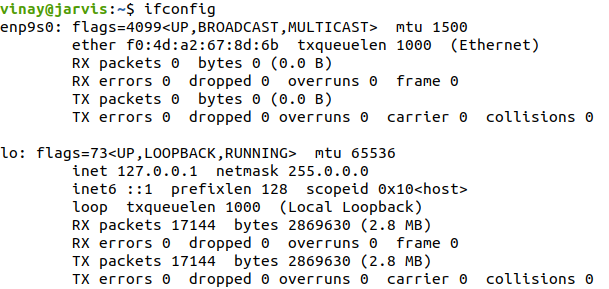 vinay@jarvis:~$ ifconfig
enp9s0: flags=4099<UP,BROADCAST,MULTICAST>  mtu 1500
        ether f0:4d:a2:67:8d:6b  txqueuelen 1000  (Ethernet)
        RX packets 0  bytes 0 (0.0 B)
        RX errors 0  dropped 0  overruns 0  frame 0
        TX packets 0  bytes 0 (0.0 B)
        TX errors 0  dropped 0 overruns 0  carrier 0  collisions 0

lo: flags=73<UP,LOOPBACK,RUNNING>  mtu 65536
        inet 127.0.0.1  netmask 255.0.0.0
        inet6 ::1  prefixlen 128  scopeid 0x10<host>
        loop  txqueuelen 1000  (Local Loopback)
        RX packets 17144  bytes 2869630 (2.8 MB)
        RX errors 0  dropped 0  overruns 0  frame 0
        TX packets 17144  bytes 2869630 (2.8 MB)
        TX errors 0  dropped 0 overruns 0  carrier 0  collisions 0